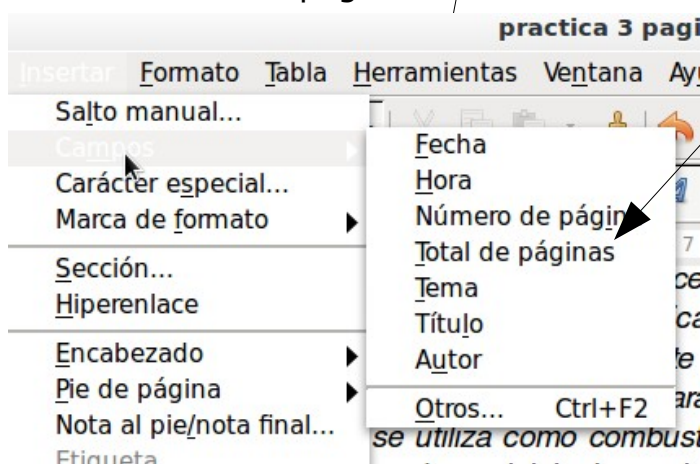 practica 3 pagi
Insertar Formato Tabla Herramientas Ventana Ay
Salto manual...
Campos
Carácter especial...
Marca de formato
Sección...
Hiperenlace
Encabezado
Pie de página
Nota al pie/nota final...
Etiqueta
Fecha
Hora
Número de págin
Total de páginas
Tema
Título
Autor
Otros... Ctrl+F2
7
se utiliza como combust